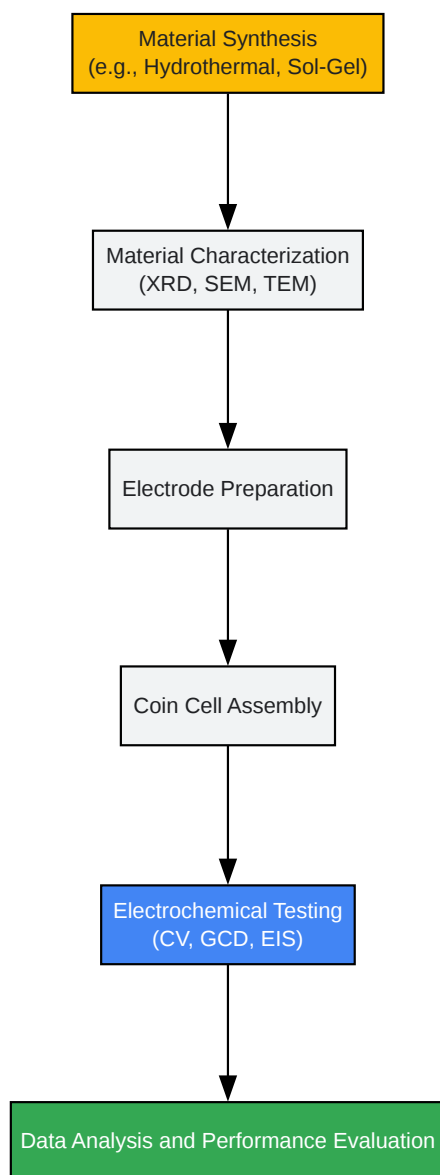 Material Synthesis
(e.g., Hydrothermal, Sol-Gel)
Material Characterization
(XRD, SEM, TEM)
Electrode Preparation
Coin Cell Assembly
Electrochemical Testing
(CV, GCD, EIS)
Data Analysis and Performance Evaluation